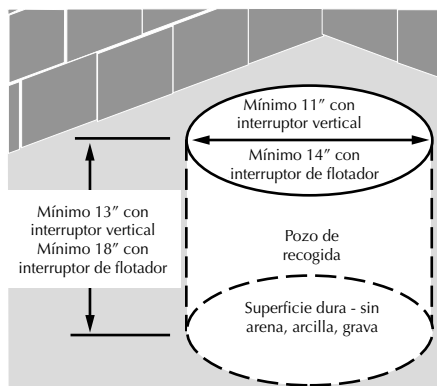 Mínimo 11” con
interruptor vertical
Mínimo 14” con
interruptor de flotador
Mínimo 13” con
interruptor vertical
Mínimo 18” con
interruptor de flotador
Pozo de
recogida
Superficie dura - sin
arena, arcilla, grava